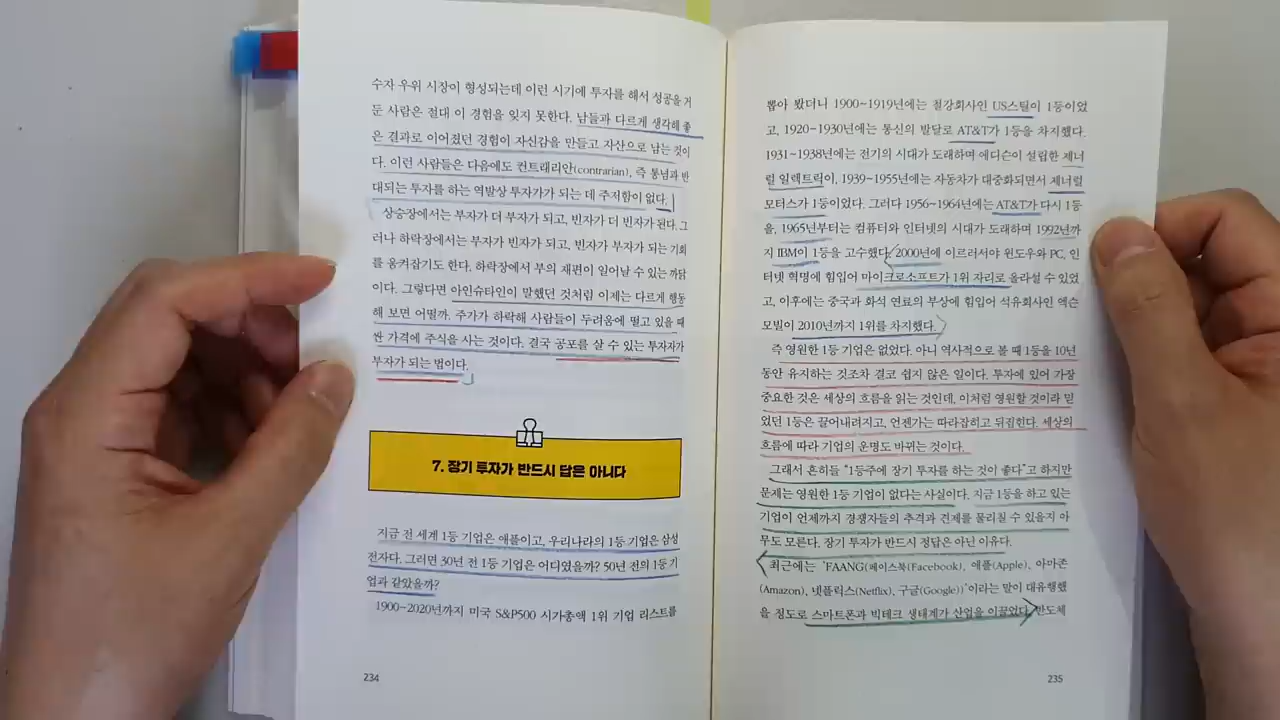 수자 우위 시장이 형성되는데 이런 시기에 투자를 해서 성공을 거
둔 사람은 절대 이 경험을 잊지 못한다. 남들과 다르게 생각해 좋
은 결과로 이어졌던 경험이 자신감을 만들고 자산으로 남는 것이
다. 이런 사람들은 다음에도 컨트래리안(contrarian), 즉 통념과 반
대되는 투자를 하는 역발상 투자가가 되는 데 주저함이 없다.
상승장에서는 부자가 더 부자가 되고, 빈자가 더 빈자가 된다. 그
러나 하락장에서는 부자가 빈자가 되고, 빈자가 부자가 되는 기회
를 움켜잡기도 한다. 하락장에서 부의 재편이 일어날 수 있는 까닭
이다. 그렇다면 아인슈타인이 말했던 것처럼 이제는 다르게 행동
해 보면 어떨까. 주가가 하락해 사람들이 두려움에 떨고 있을 때
싼 가격에 주식을 사는 것이다. 결국 공포를 살 수 있는 투자자가
부자가 되는 법이다.
7. 장기 투자가 반드시 답은 아니다
지금 전 세계 1등 기업은 애플이고, 우리나라의 1등 기업은 삼성
전자다. 그러면 30년 전 1등 기업은 어디였을까? 50년 전의 1등 기
업과 같았을까?
1900~2020년까지 미국 S&P500 시가총액 1위 기업 리스트를
234
뽑아 봤더니 1900~1919년에는 철강회사인 US스틸이 1등이었
고, 1920~1930년에는 통신의 발달로 AT&T가 1등을 차지했다.
1931~1938년에는 전기의 시대가 도래하며 에디슨이 설립한 제너
럴 일렉트릭이, 1939~1955년에는 자동차가 대중화되면서 제너럴
모터스가 1등이었다. 그러다 1956~1964년에는 AT&T가 다시 1등
을, 1965년부터는 컴퓨터와 인터넷의 시대가 도래하며 1992년까
지 IBM이 1등을 고수했다. 2000년에 이르러서야 윈도우와 PC, 인
터넷 혁명에 힘입어 마이크로소프트가 1위 자리로 올라설 수 있었
고, 이후에는 중국과 화석 연료의 부상에 힘입어 석유회사인 엑슨
모빌이 2010년까지 1위를 차지했다.
즉 영원한 1등 기업은 없었다. 아니 역사적으로 볼 때 1등을 10년
동안 유지하는 것조차 결코 쉽지 않은 일이다. 투자에 있어 가장
중요한 것은 세상의 흐름을 읽는 것인데, 이처럼 영원할 것이라 믿
었던 1등은 끌어내려지고, 언젠가는 따라잡히고 뒤집힌다. 세상의
흐름에 따라 기업의 운명도 바뀌는 것이다.
그래서 흔히들 "1등주에 장기 투자를 하는 것이 좋다"고 하지만
문제는 영원한 1등 기업이 없다는 사실이다. 지금 1등을 하고 있는
기업이 언제까지 경쟁자들의 추격과 견제를 물리칠 수 있을지 아
무도 모른다. 장기 투자가 반드시 정답은 아닌 이유다.
최근에는 'FAANG(페이스북(Facebook), 애플(Apple), 아마존
(Amazon), 넷플릭스(Netflix), 구글(Google))'이라는 말이 대유행했
을 정도로 스마트폰과 빅테크 생태계가 산업을 이끌었다. 반도체
235